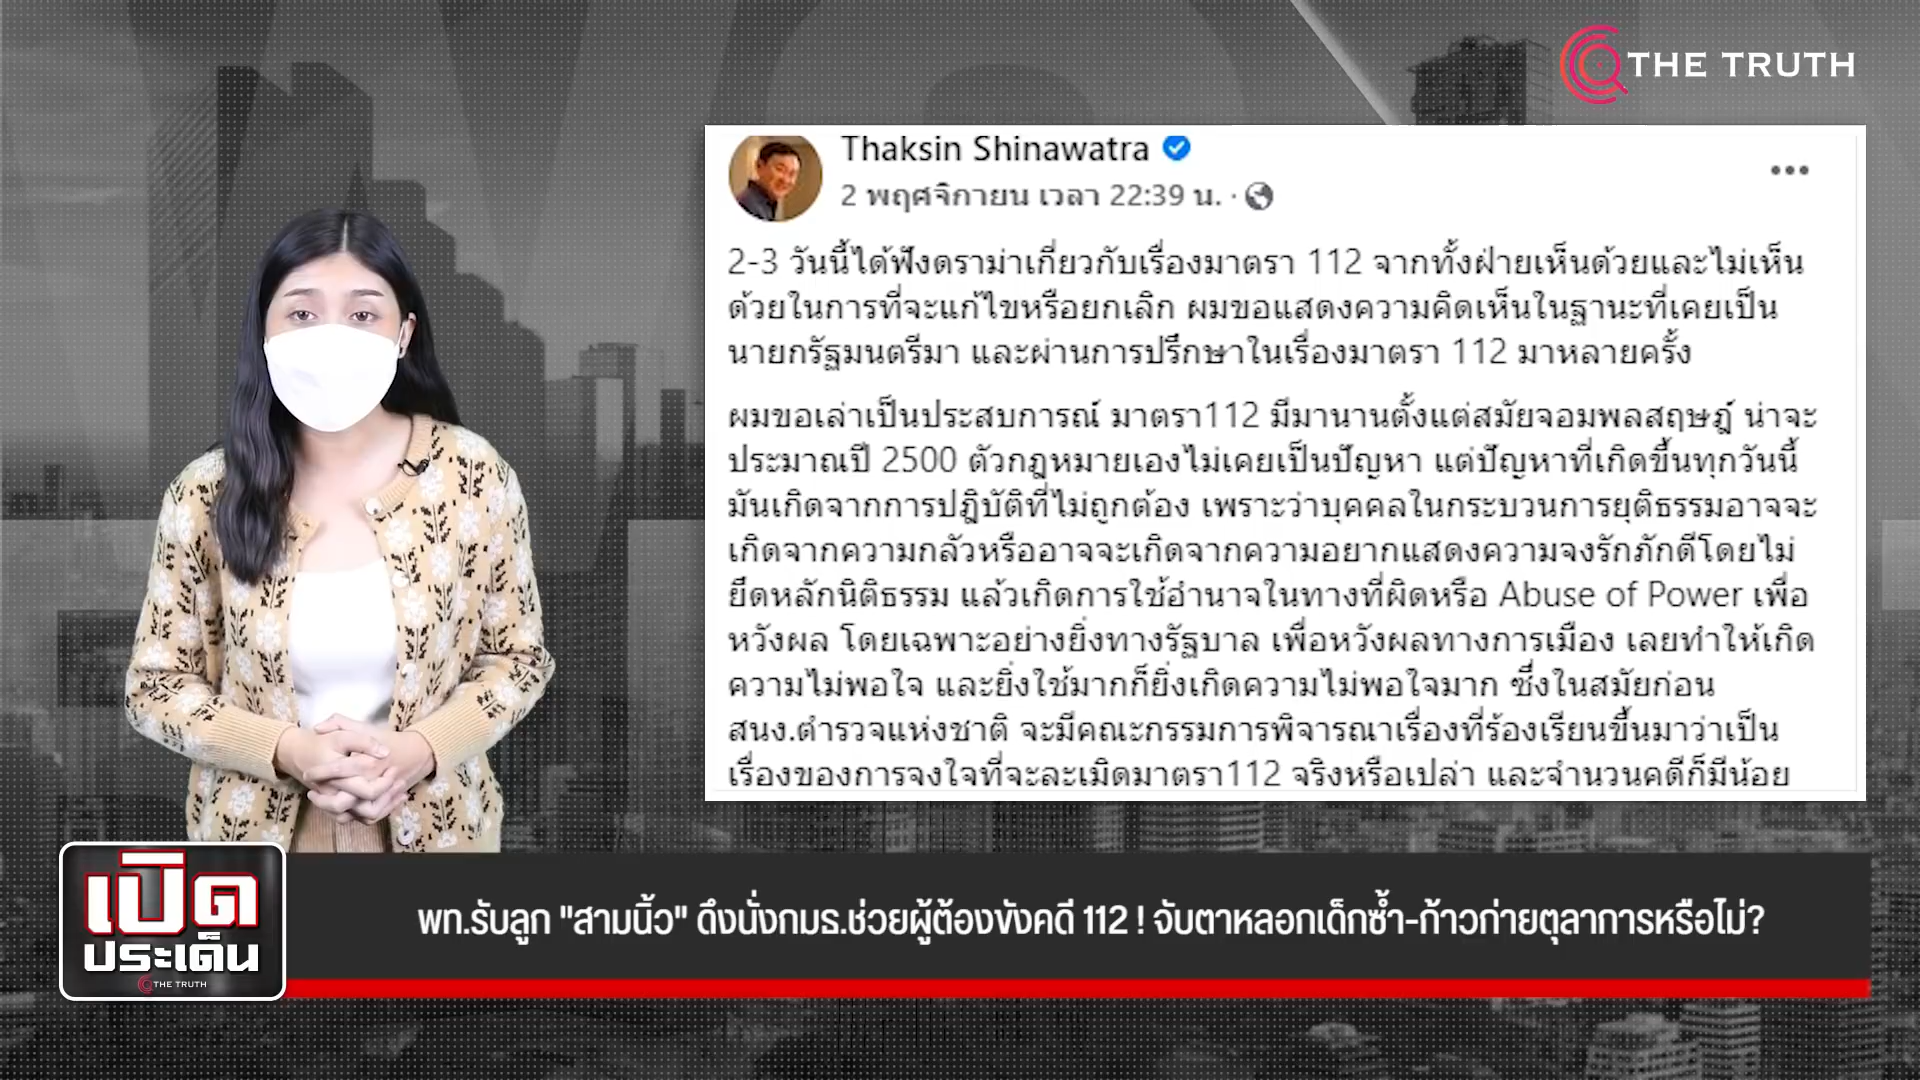 THE TRUTH
Thaksin Shinawatra
2 พฤศจิกายน เวลา 22:39 น. ·
2-3 วันนี้ได้ฟังดราม่าเกี่ยวกับเรื่องมาตรา 112 จากทั้งฝ่ายเห็นด้วยและไม่เห็น
ด้วยในการที่จะแก้ไขหรือยกเลิก ผมขอแสดงความคิดเห็นในฐานะที่เคยเป็น
นายกรัฐมนตรีมา และผ่านการปรึกษาในเรื่องมาตรา 112 มาหลายครั้ง
ผมขอเล่าเป็นประสบการณ์ มาตรา112 มีมานานตั้งแต่สมัยจอมพลสฤษฎ์ น่าจะ
ประมาณปี 2500 ตัวกฎหมายเองไม่เคยเป็นปัญหา แต่ปัญหาที่เกิดขึ้นทุกวันนี้
มันเกิดจากการปฏิบัติที่ไม่ถูกต้อง เพราะว่าบุคคลในกระบวนการยุติธรรมอาจจะ
เกิดจากความกลัวหรืออาจจะเกิดจากความอยากแสดงความจงรักภักดีโดยไม่
ยึดหลักนิติธรรม แล้วเกิดการใช้อำนาจในทางที่ผิดหรือ Abuse of Power เพื่อ
หวังผล โดยเฉพาะอย่างยิ่งทางรัฐบาล เพื่อหวังผลทางการเมือง เลยทำให้เกิด
ความไม่พอใจ และยิ่งใช้มากก็ยิ่งเกิดความไม่พอใจมาก ซึ่งในสมัยก่อน
สนง.ตำรวจแห่งชาติ จะมีคณะกรรมการพิจารณาเรื่องที่ร้องเรียนขึ้นมาว่าเป็น
เรื่องของการจงใจที่จะละเมิดมาตรา112 จริงหรือเปล่า และจำนวนคดีก็มีน้อย
เปิด
ประเด็น
THE TRUTH
พท.รับลูก "สามนิ้ว" ดึงนั่งกมธ.ช่วยผู้ต้องขังคดี 112 ! จับตาหลอกเด็กซ้ำ-ก้าวก่ายตุลาการหรือไม่?